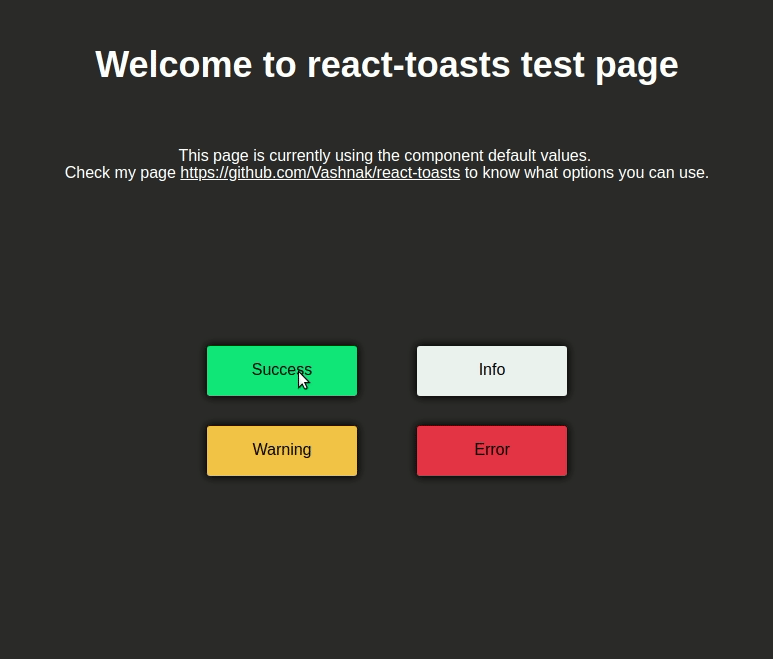 Welcome to react-toasts test page
This page is currently using the component default values.
Check my page https://github.com/Vashnak/react-toasts to know what options you can use.
Success
Info
Warning
Error